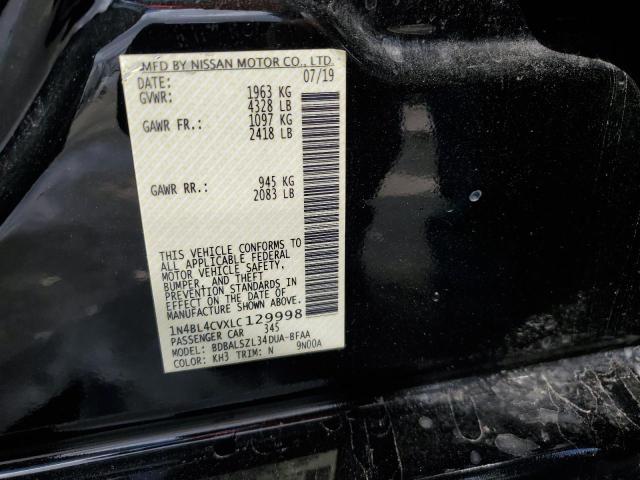 MFD BY NISSAN MOTOR CO., LTD.
DATE: 07/19
GVWR: 1963 KG
4328 LB
GAWR FR.: 1097 KG
2418 LB
GAWR RR.: 945 KG
2083 LB
THIS VEHICLE CONFORMS TO
ALL APPLICABLE FEDERAL
MOTOR VEHICLE SAFETY,
BUMPER, AND THEFT
PREVENTION STANDARDS IN
EFFECT ON THE DATE OF
MANUFACTURE SHOWN ABOVE.
1N4BL4CVXLC129998
PASSENGER CAR 345
MODEL: BDBALSZL34DUA-BFAA
COLOR: KH3 TRIM: N 9N00A